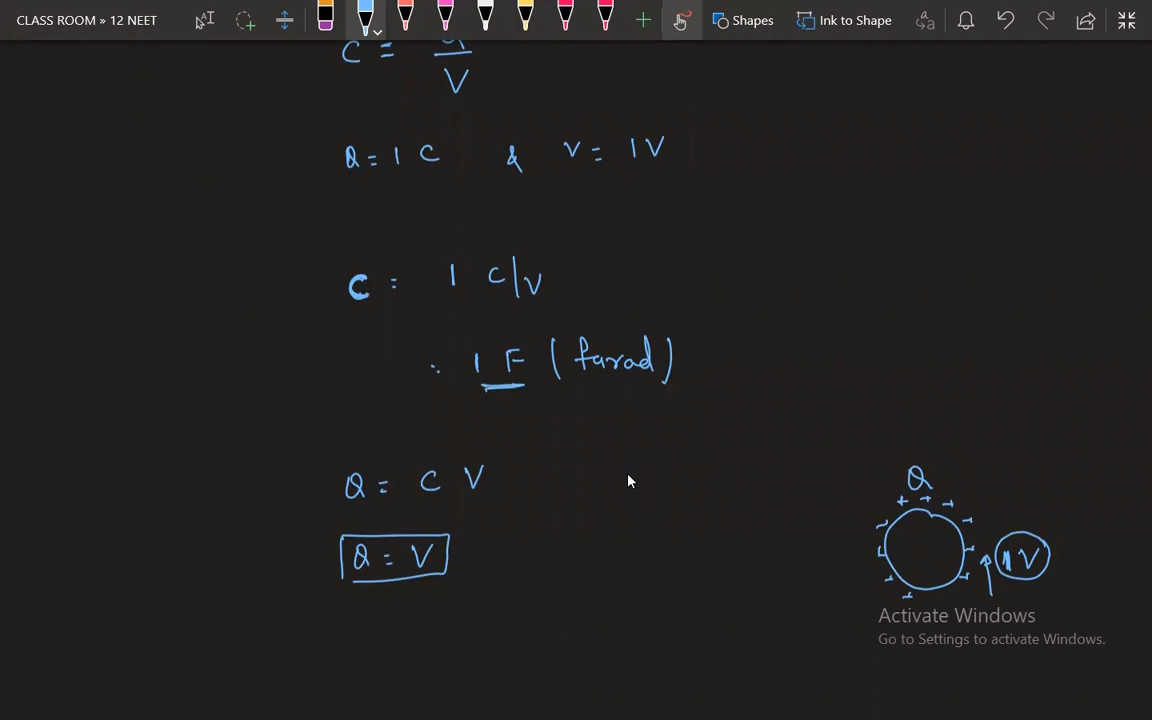 CLASS ROOM » 12 NEET
Shapes
Ink to Shape
C = Q
V
Q = 1 C & V = 1 V
C = 1 C/V
: 1 F (farad)
Q = C V
Q = V
Q
+ + +
1 V
Activate Windows
Go to Settings to activate Windows.